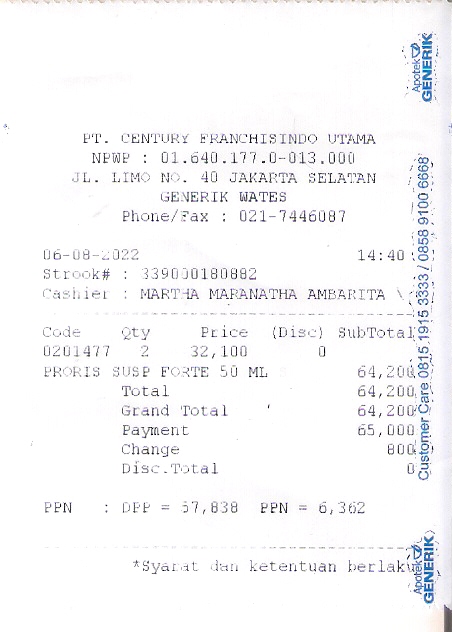 PT. CENTURY FRANCHISINDO UTAMA
NPWP : 01.640.177.0-013.000
JL. LIMO NO. 40 JAKARTA SELATAN
GENERIK WATES
Phone/Fax : 021-7446087
06-08-2022 14:40
Strook# : 339000180882
Cashier : MARTHA MARANATHA AMBARITA \
Code Qty Price (Disc) SubTotal
0201477 2 32,100 0
PRORIS SUSP FORTE 50 ML 64,200
Total 64,200
Grand Total 64,200
Payment 65,000
Change 800
Disc.Total 0
PPN : DPP = 57,838 PPN = 6,362
*Syarat dan ketentuan berlaku
Apotek GENERIK
Customer Care 0815 1915 3333 / 0858 9100 6668
Apotek GENERIK